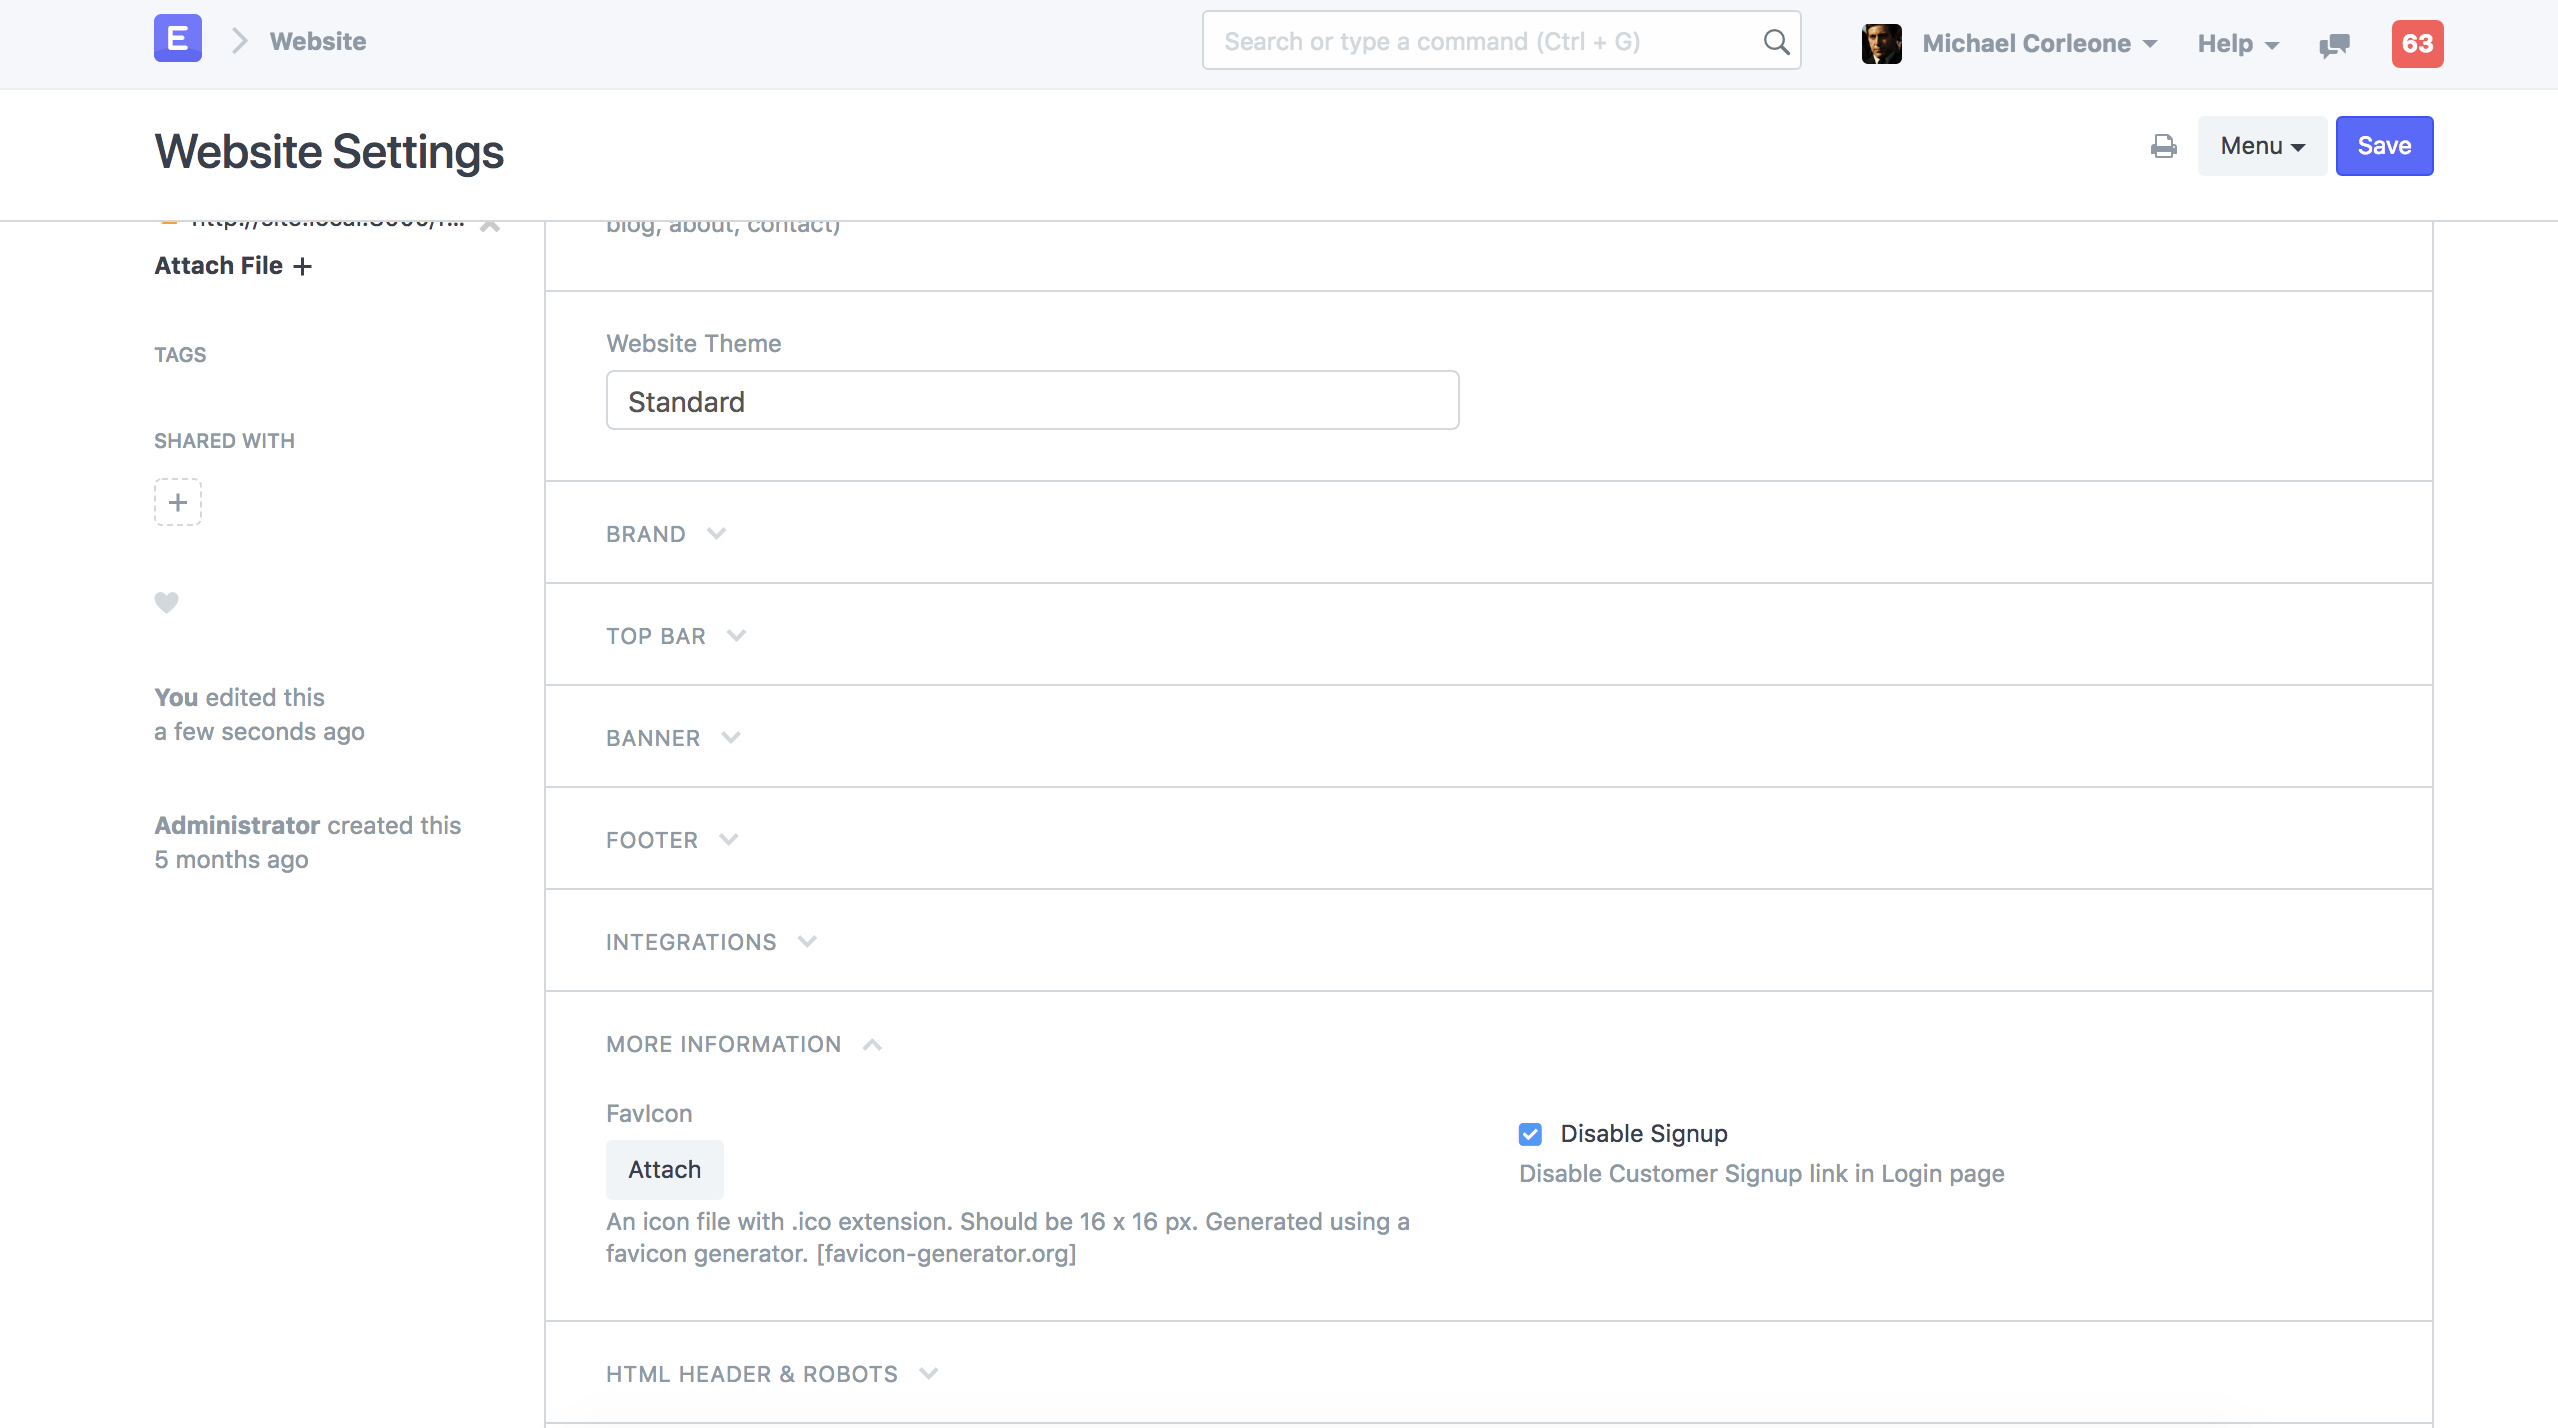 E
Website
Search or type a command (Ctrl + G)
Michael Corleone
Help
63
Website Settings
Menu
Save
blog, about, contact)
Attach File +
TAGS
SHARED WITH
You edited this
a few seconds ago
Administrator created this
5 months ago
Website Theme
Standard
BRAND
TOP BAR
BANNER
FOOTER
INTEGRATIONS
MORE INFORMATION
FavIcon
Attach
An icon file with .ico extension. Should be 16 x 16 px. Generated using a
favicon generator. [favicon-generator.org]
Disable Signup
Disable Customer Signup link in Login page
HTML HEADER & ROBOTS